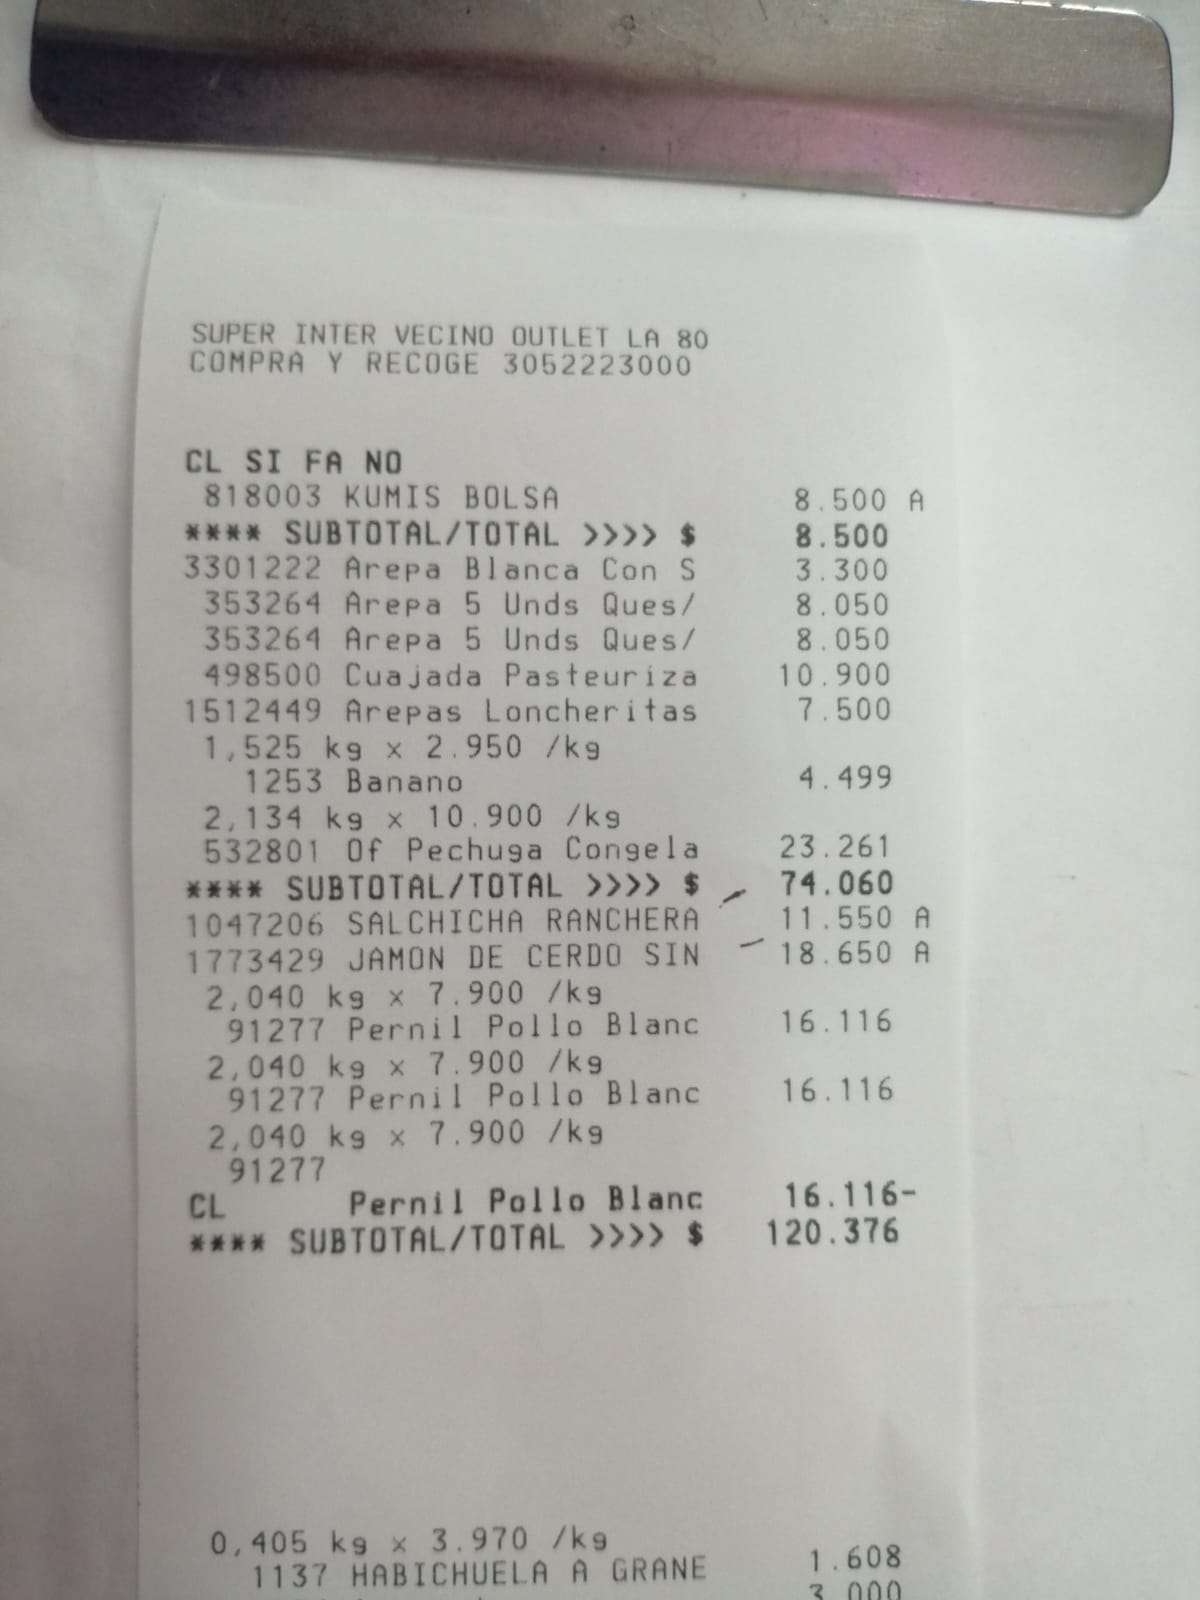 SUPER INTER VECINO OUTLET LA 80
COMPRA Y RECOGE 3052223000
CL SI FA NO
818003 KUMIS BOLSA 8.500 A
**** SUBTOTAL/TOTAL >>>> $ 8.500
3301222 Arepa Blanca Con S 3.300
353264 Arepa 5 Unds Ques/ 8.050
353264 Arepa 5 Unds Ques/ 8.050
498500 Cuajada Pasteuriza 10.900
1512449 Arepas Loncheritas 7.500
1,525 kg x 2.950 /kg
1253 Banano 4.499
2,134 kg x 10.900 /kg
532801 Of Pechuga Congela 23.261
**** SUBTOTAL/TOTAL >>>> $ 74.060
1047206 SALCHICHA RANCHERA 11.550 A
1773429 JAMON DE CERDO SIN 18.650 A
2,040 kg x 7.900 /kg
91277 Pernil Pollo Blanc 16.116
2,040 kg x 7.900 /kg
91277 Pernil Pollo Blanc 16.116
2,040 kg x 7.900 /kg
91277
CL Pernil Pollo Blanc 16.116-
**** SUBTOTAL/TOTAL >>>> $ 120.376
0,405 kg x 3.970 /kg
1137 HABICHUELA A GRANE 1.608
3.000